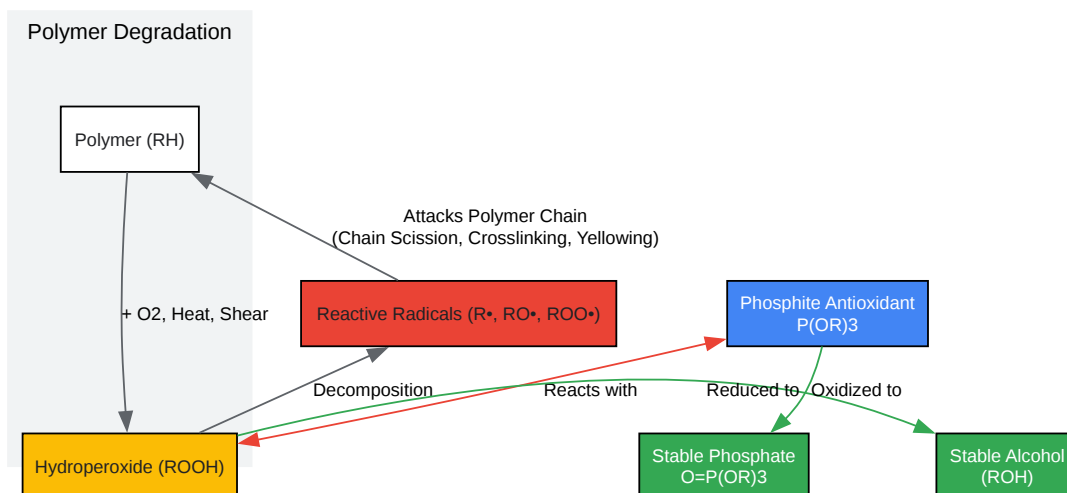 Polymer Degradation
Polymer (RH)
Attacks Polymer Chain
(Chain Scission, Crosslinking, Yellowing)
+ O2, Heat, Shear
Reactive Radicals (R•, RO•, ROO•)
Phosphite Antioxidant
P(OR)3
Decomposition
Reacts with
Reduced to
Oxidized to
Hydroperoxide (ROOH)
Stable Phosphate
O=P(OR)3
Stable Alcohol
(ROH)